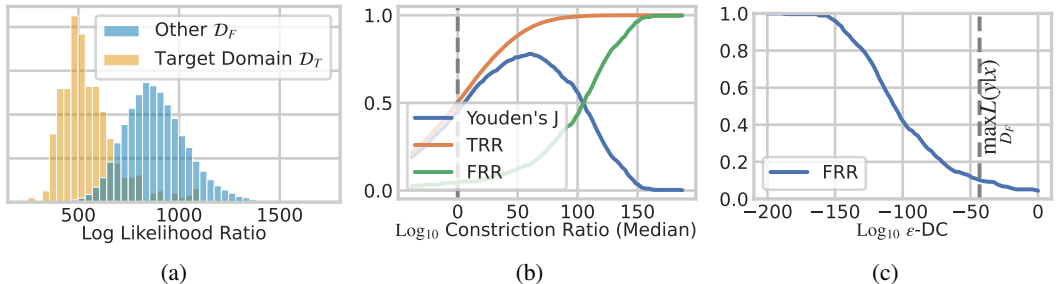 Other 𝒟_F
Target Domain 𝒟_T
500
1000
1500
Log Likelihood Ratio
(a)
1.0
0.5
0.0
Youden's J
TRR
FRR
0
50
100
150
Log₁₀ Constriction Ratio (Median)
(b)
1.0
0.8
0.6
0.4
0.2
0.0
FRR
max L(y|x)
𝒟_F
−200
−150
−100
−50
0
Log₁₀ ε-DC
(c)